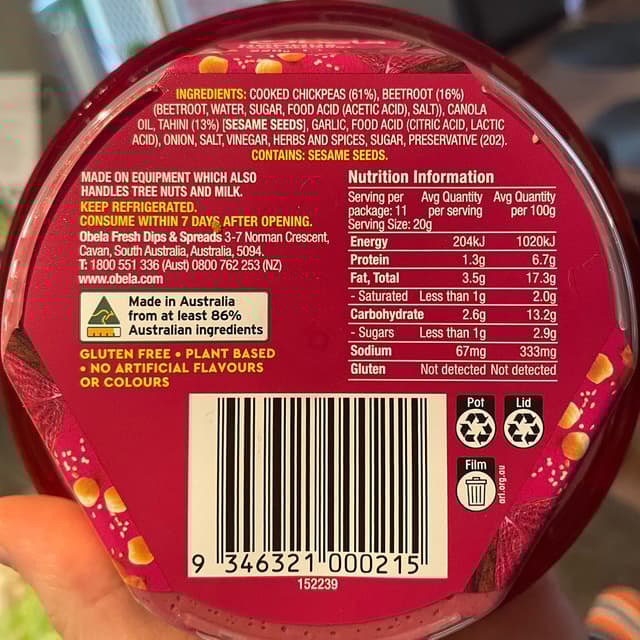 INGREDIENTS: COOKED CHICKPEAS (61%), BEETROOT (16%)
(BEETROOT, WATER, SUGAR, FOOD ACID (ACETIC ACID), SALT)), CANOLA
OIL, TAHINI (13%) [SESAME SEEDS], GARLIC, FOOD ACID (CITRIC ACID, LACTIC
ACID), ONION, SALT, VINEGAR, HERBS AND SPICES, SUGAR, PRESERVATIVE (202).
CONTAINS: SESAME SEEDS.
MADE ON EQUIPMENT WHICH ALSO
HANDLES TREE NUTS AND MILK.
KEEP REFRIGERATED.
CONSUME WITHIN 7 DAYS AFTER OPENING.
Obela Fresh Dips & Spreads 3-7 Norman Crescent,
Cavan, South Australia, Australia, 5094.
T: 1800 551 336 (Aust) 0800 762 253 (NZ)
www.obela.com
Made in Australia
from at least 86%
Australian ingredients
GLUTEN FREE • PLANT BASED
• NO ARTIFICIAL FLAVOURS
OR COLOURS
Nutrition Information
Serving per package: 11
Serving Size: 20g
Avg Quantity per serving
Avg Quantity per 100g
Energy 204kJ 1020kJ
Protein 1.3g 6.7g
Fat, Total 3.5g 17.3g
- Saturated Less than 1g 2.0g
Carbohydrate 2.6g 13.2g
- Sugars Less than 1g 2.9g
Sodium 67mg 333mg
Gluten Not detected Not detected
Pot Lid
Film
arl.org.au
9 346321 000215
152239